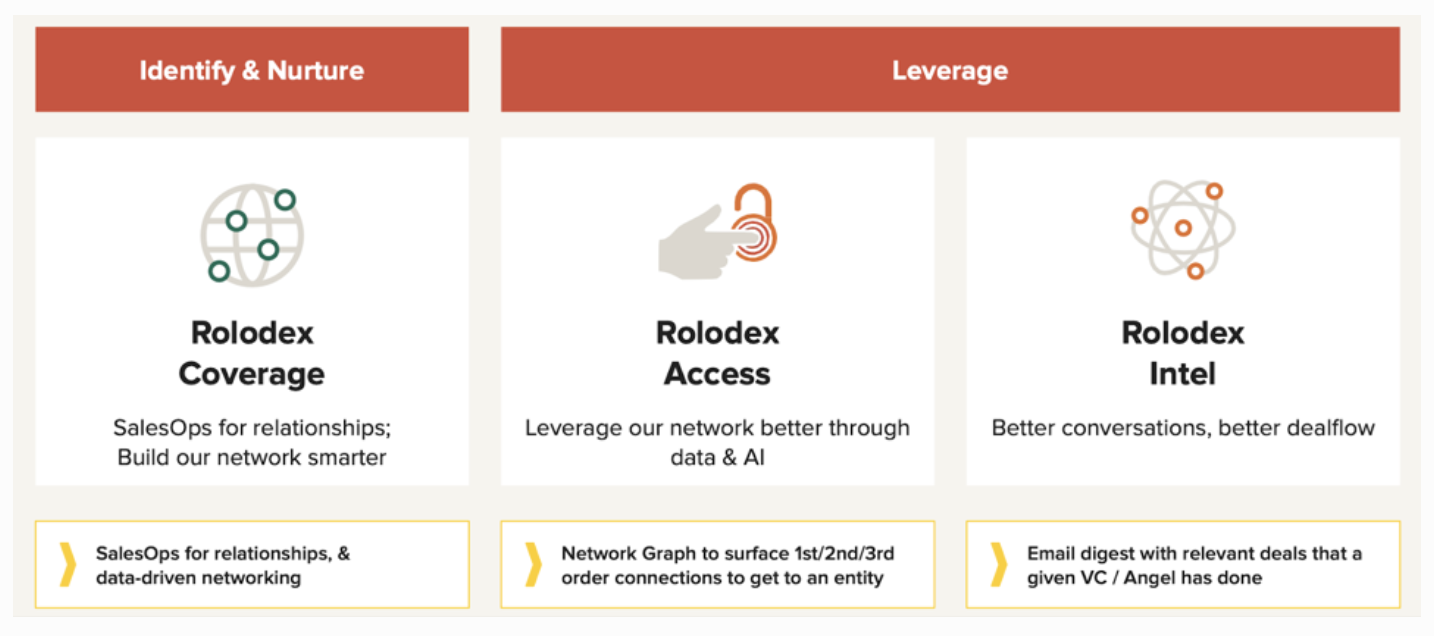 Identify & Nurture
Leverage
Rolodex
Coverage
SalesOps for relationships;
Build our network smarter
Rolodex
Access
Leverage our network better through
data & AI
Rolodex
Intel
Better conversations, better dealflow
SalesOps for relationships, &
data-driven networking
Network Graph to surface 1st/2nd/3rd
order connections to get to an entity
Email digest with relevant deals that a
given VC / Angel has done